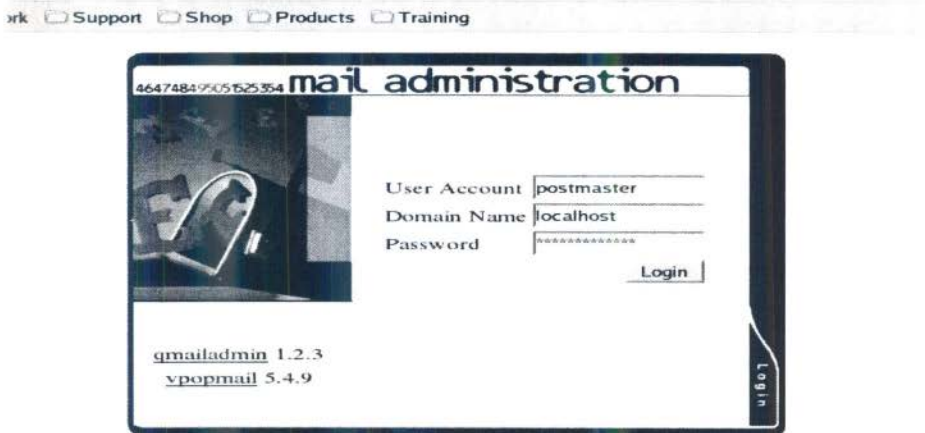 rk Support Shop Products Training
464748495051525354 mail administration
User Account postmaster
Domain Name localhost
Password *************
Login
qmailadmin 1.2.3
vpopmail 5.4.9
Login